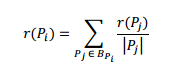 r(P_i) = \sum_{P_j \in B_{P_i}} \frac{r(P_j)}{|P_j|}